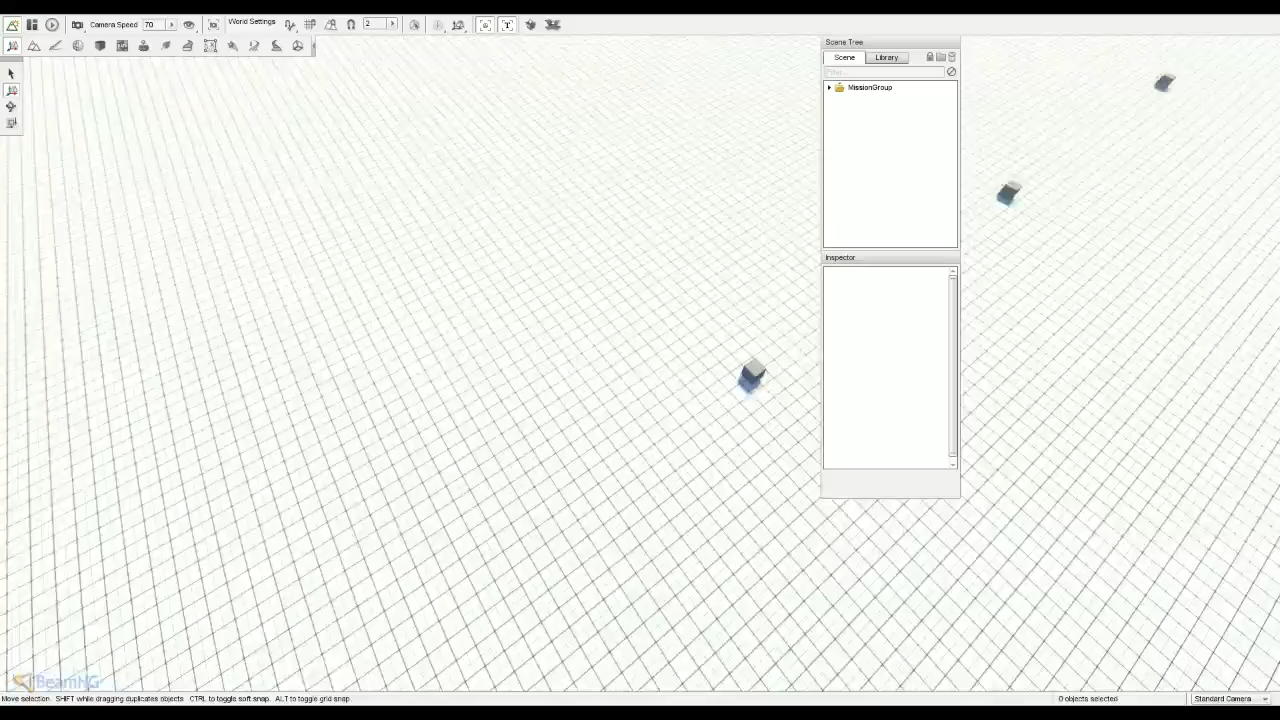 Camera Speed 70 World Settings 2
Scene Tree
Scene Library
Filter...
MissionGroup
Inspector
BeamNG
Move selection. SHIFT while dragging duplicates objects CTRL to toggle soft snap. ALT to toggle grid snap. 0 objects selected Standard Camera